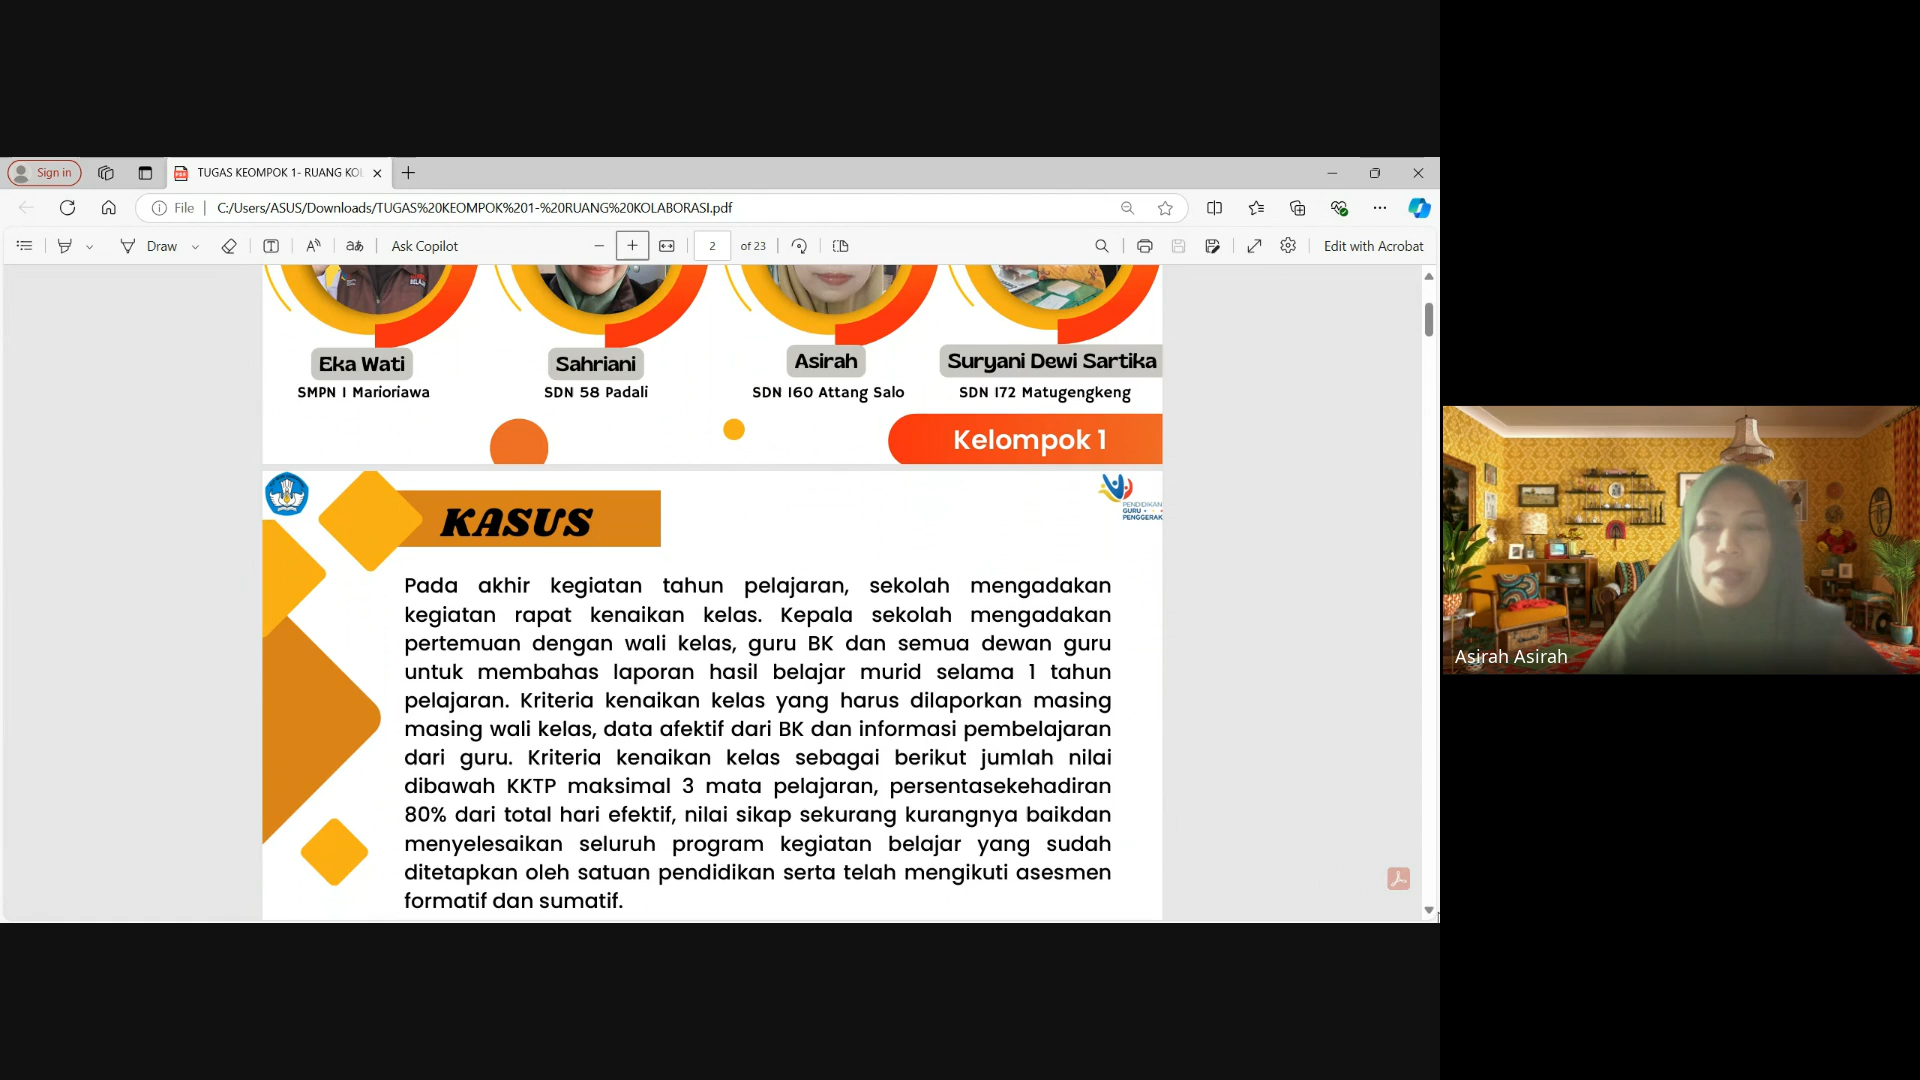 Sign in
TUGAS KEOMPOK 1- RUANG KOL
File
C:/Users/ASUS/Downloads/TUGAS%20KEOMPOK%201-%20RUANG%20KOLABORASI.pdf
Draw
Ask Copilot
2 of 23
Edit with Acrobat
Eka Wati
SMPN 1 Marioriawa
Sahriani
SDN 58 Padali
Asirah
SDN 160 Attang Salo
Suryani Dewi Sartika
SDN 172 Matugengkeng
Kelompok 1
PENDIDIKAN
GURU
PENGGERAK
KASUS
Pada akhir kegiatan tahun pelajaran, sekolah mengadakan
kegiatan rapat kenaikan kelas. Kepala sekolah mengadakan
pertemuan dengan wali kelas, guru BK dan semua dewan guru
untuk membahas laporan hasil belajar murid selama 1 tahun
pelajaran. Kriteria kenaikan kelas yang harus dilaporkan masing
masing wali kelas, data afektif dari BK dan informasi pembelajaran
dari guru. Kriteria kenaikan kelas sebagai berikut jumlah nilai
dibawah KKTP maksimal 3 mata pelajaran, persentasekehadiran
80% dari total hari efektif, nilai sikap sekurang kurangnya baikdan
menyelesaikan seluruh program kegiatan belajar yang sudah
ditetapkan oleh satuan pendidikan serta telah mengikuti asesmen
formatif dan sumatif.
Asirah Asirah